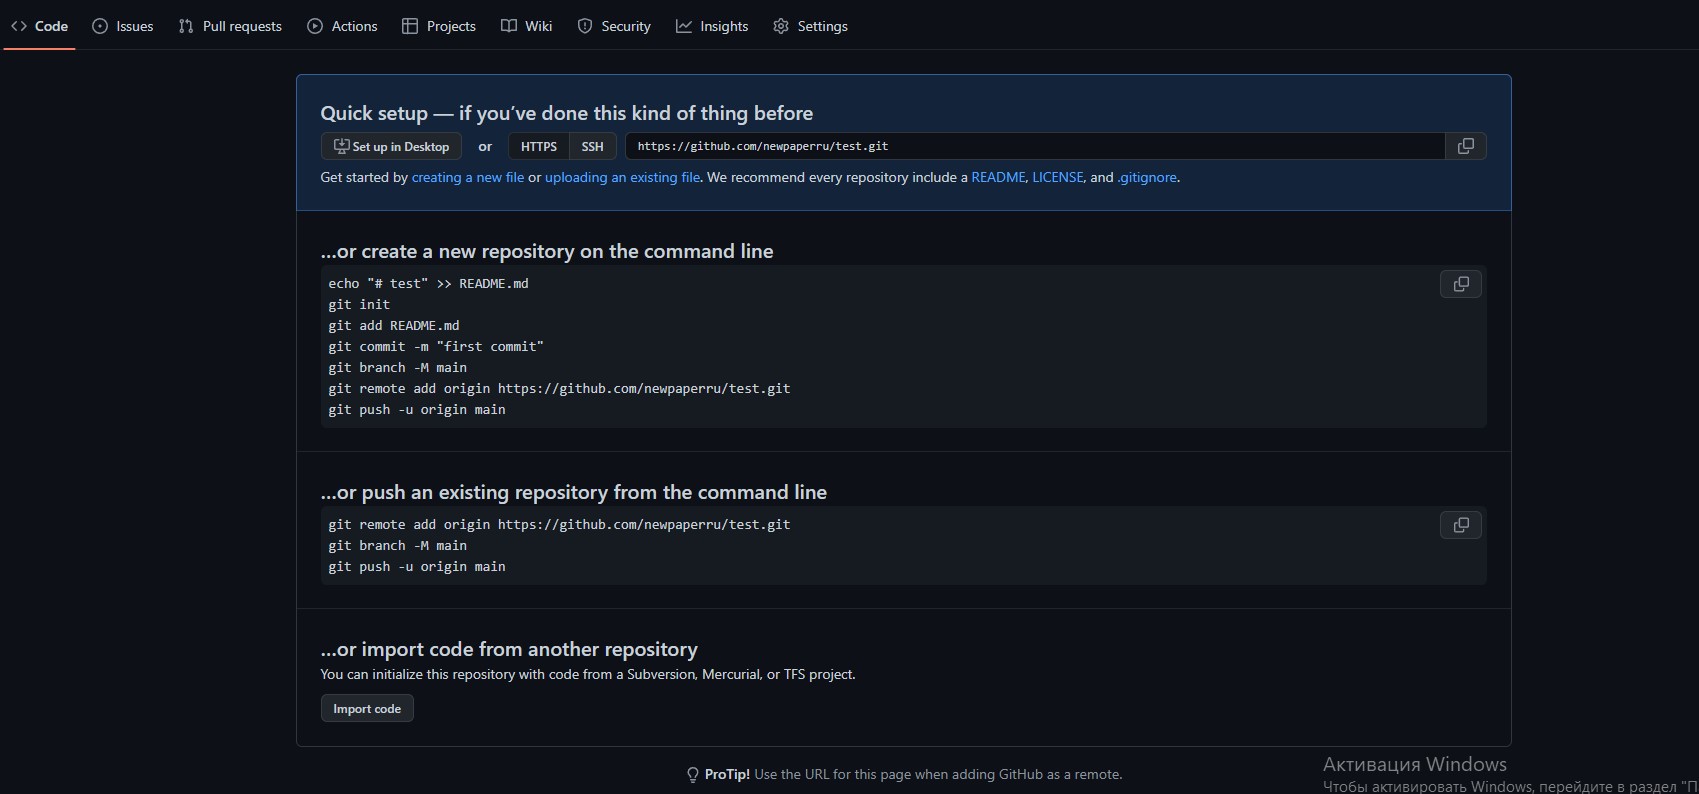 Code Issues Pull requests Actions Projects Wiki Security Insights Settings
Quick setup — if you’ve done this kind of thing before
Set up in Desktop or HTTPS SSH https://github.com/newpaperru/test.git
Get started by creating a new file or uploading an existing file. We recommend every repository include a README, LICENSE, and .gitignore.
…or create a new repository on the command line
echo "# test" >> README.md
git init
git add README.md
git commit -m "first commit"
git branch -M main
git remote add origin https://github.com/newpaperru/test.git
git push -u origin main
…or push an existing repository from the command line
git remote add origin https://github.com/newpaperru/test.git
git branch -M main
git push -u origin main
…or import code from another repository
You can initialize this repository with code from a Subversion, Mercurial, or TFS project.
Import code
ProTip! Use the URL for this page when adding GitHub as a remote.
Активация Windows
Чтобы активировать Windows, перейдите в раздел "П